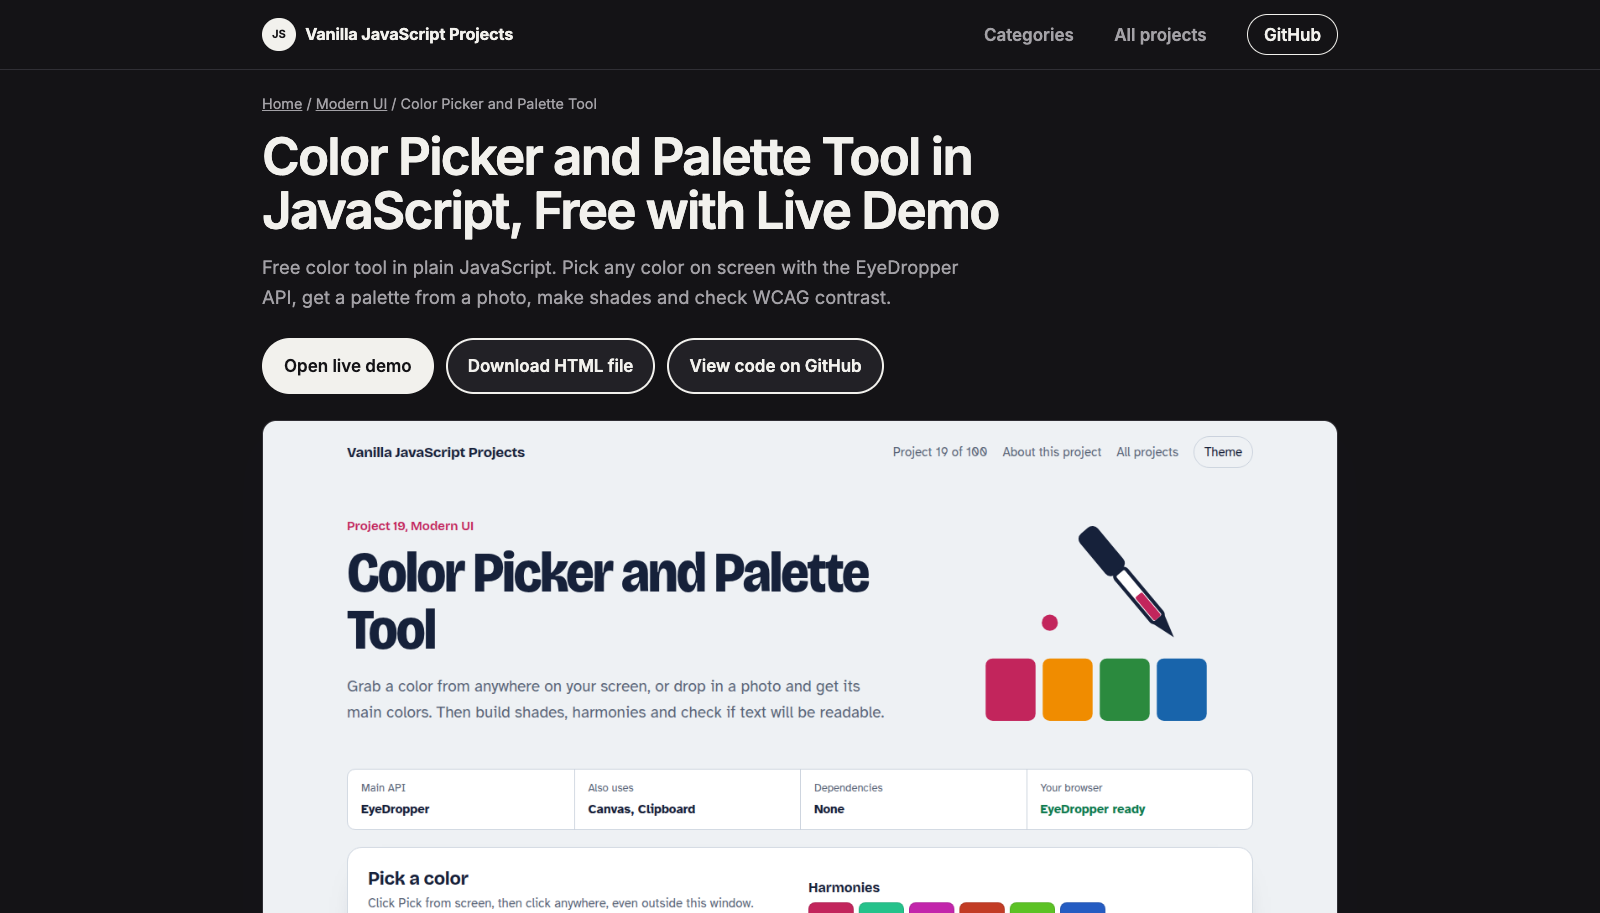 JS
Vanilla JavaScript Projects
Categories
All projects
GitHub
Home / Modern UI / Color Picker and Palette Tool
Color Picker and Palette Tool in
JavaScript, Free with Live Demo
Free color tool in plain JavaScript. Pick any color on screen with the EyeDropper
API, get a palette from a photo, make shades and check WCAG contrast.
Open live demo
Download HTML file
View code on GitHub
Vanilla JavaScript Projects
Project 19 of 100
About this project
All projects
Theme
Project 19, Modern UI
Color Picker and Palette
Tool
Grab a color from anywhere on your screen, or drop in a photo and get its
main colors. Then build shades, harmonies and check if text will be readable.
Main API
EyeDropper
Also uses
Canvas, Clipboard
Dependencies
None
Your browser
EyeDropper ready
Pick a color
Click Pick from screen, then click anywhere, even outside this window.
Harmonies